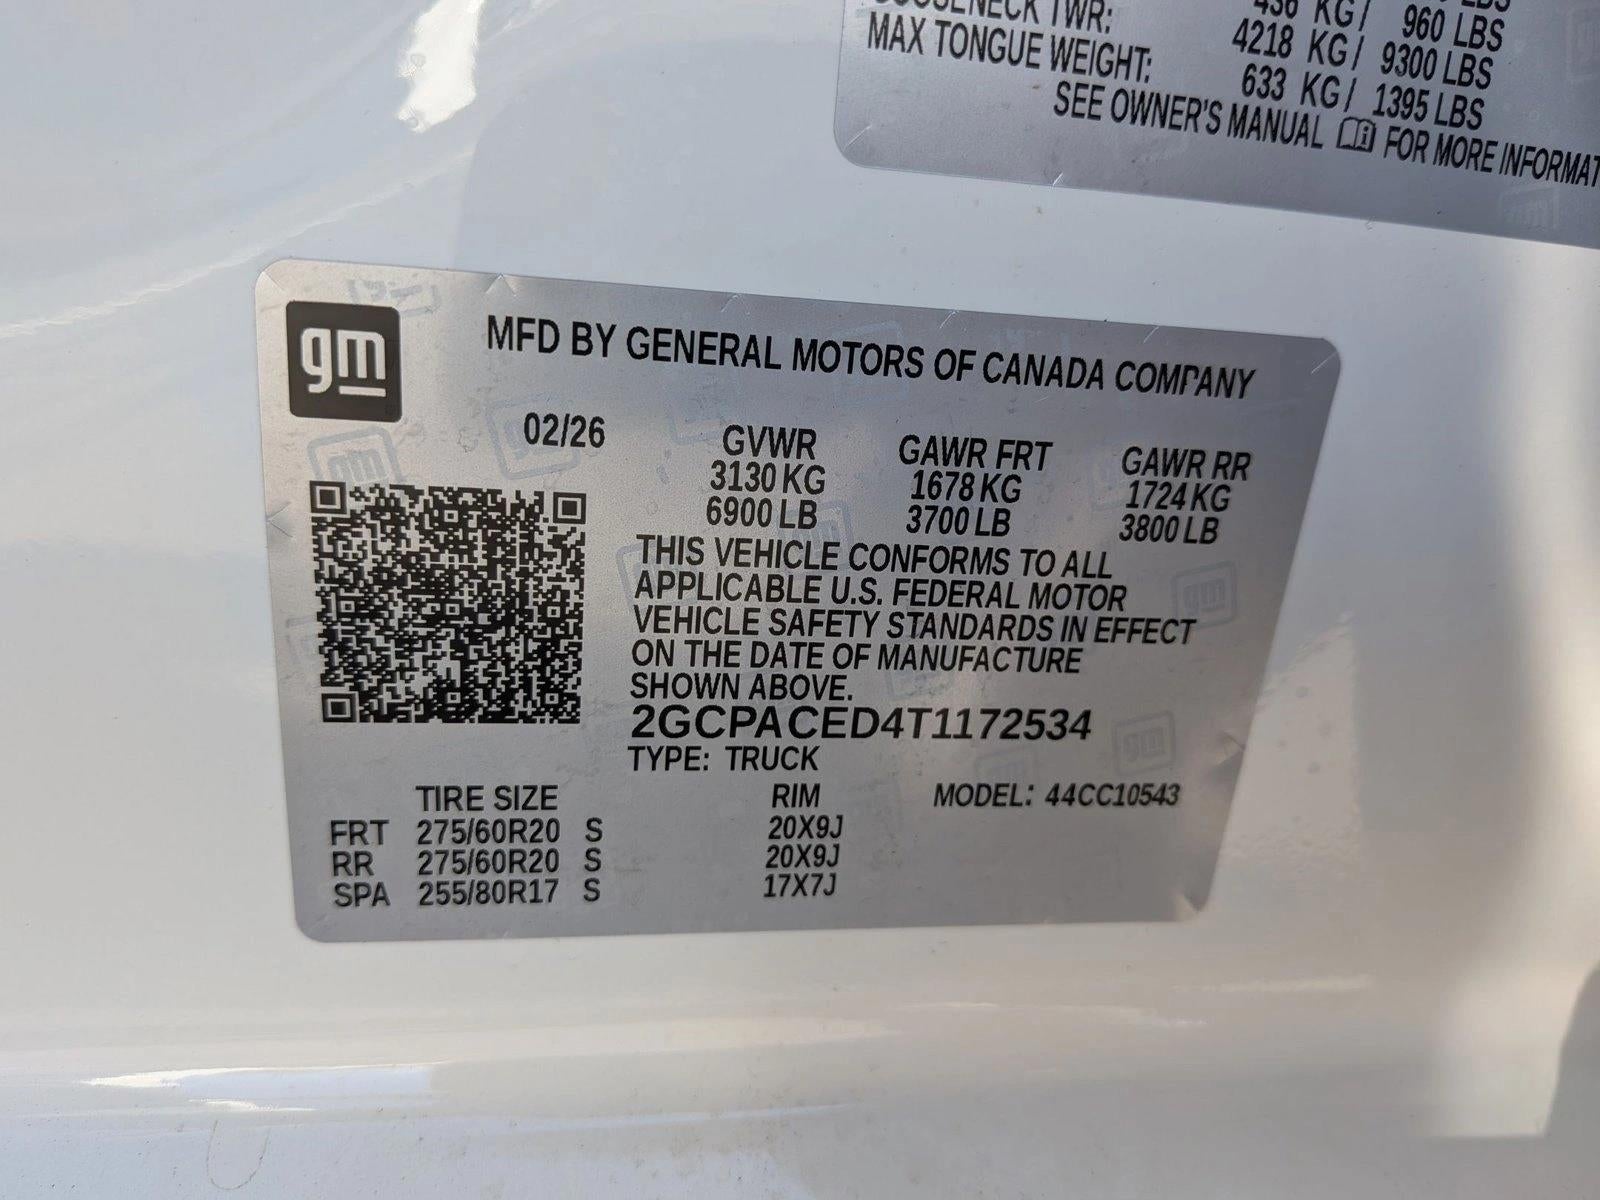 GOOSENECK TWR: 4218 KG/ 9300 LBS
MAX TONGUE WEIGHT: 633 KG/ 1395 LBS
436 KG/ 960 LBS
SEE OWNER'S MANUAL FOR MORE
gm
MFD BY GENERAL MOTORS OF CANADA COMPANY
02/26 GVWR GAWR FRT GAWR RR
3130 KG 1678 KG 1724 KG
6900 LB 3700 LB 3800 LB
THIS VEHICLE CONFORMS TO ALL
APPLICABLE U.S. FEDERAL MOTOR
VEHICLE SAFETY STANDARDS IN EFFECT
ON THE DATE OF MANUFACTURE
SHOWN ABOVE.
2GCPACED4T1172534
TYPE: TRUCK
TIRE SIZE RIM MODEL: 44CC10543
FRT 275/60R20 S 20X9J
RR 275/60R20 S 20X9J
SPA 255/80R17 S 17X7J